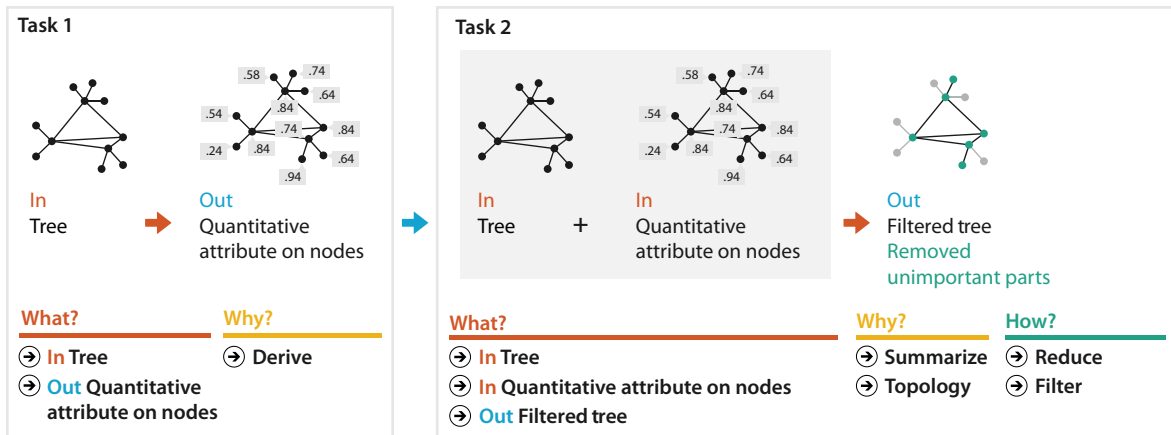 Task 1
.58
.74
.64
.54
.84
.74
.84
.24
.84
.64
.94
In
Tree
Out
Quantitative
attribute on nodes
What?
Why?
In Tree
Out Quantitative
attribute on nodes
Derive
Task 2
.58
.74
.64
.54
.84
.74
.84
.24
.84
.64
.94
In
Tree
+
In
Quantitative
attribute on nodes
Out
Filtered tree
Removed
unimportant parts
What?
In Tree
In Quantitative attribute on nodes
Out Filtered tree
Why?
Summarize
Topology
How?
Reduce
Filter